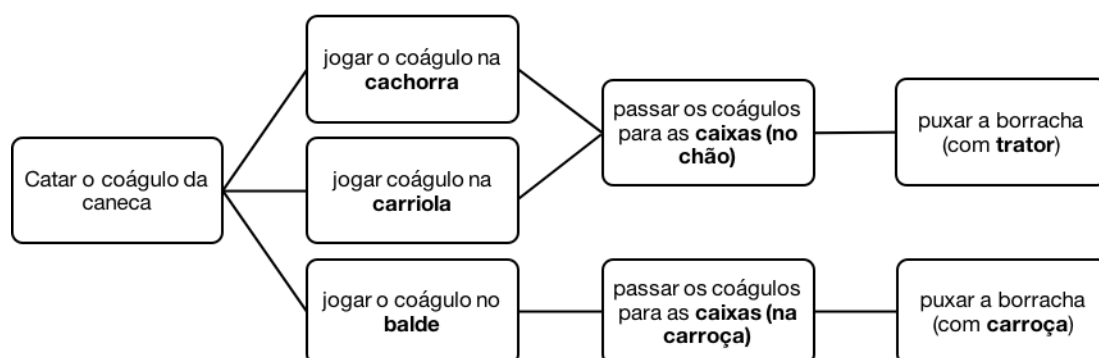 Catar o coágulo da
caneca
jogar o coágulo na
cachorra
jogar coágulo na
carriola
jogar o coágulo no
balde
passar os coágulos
para as caixas (no
chão)
passar os coágulos
para as caixas (na
carroça)
puxar a borracha
(com trator)
puxar a borracha
(com carroça)